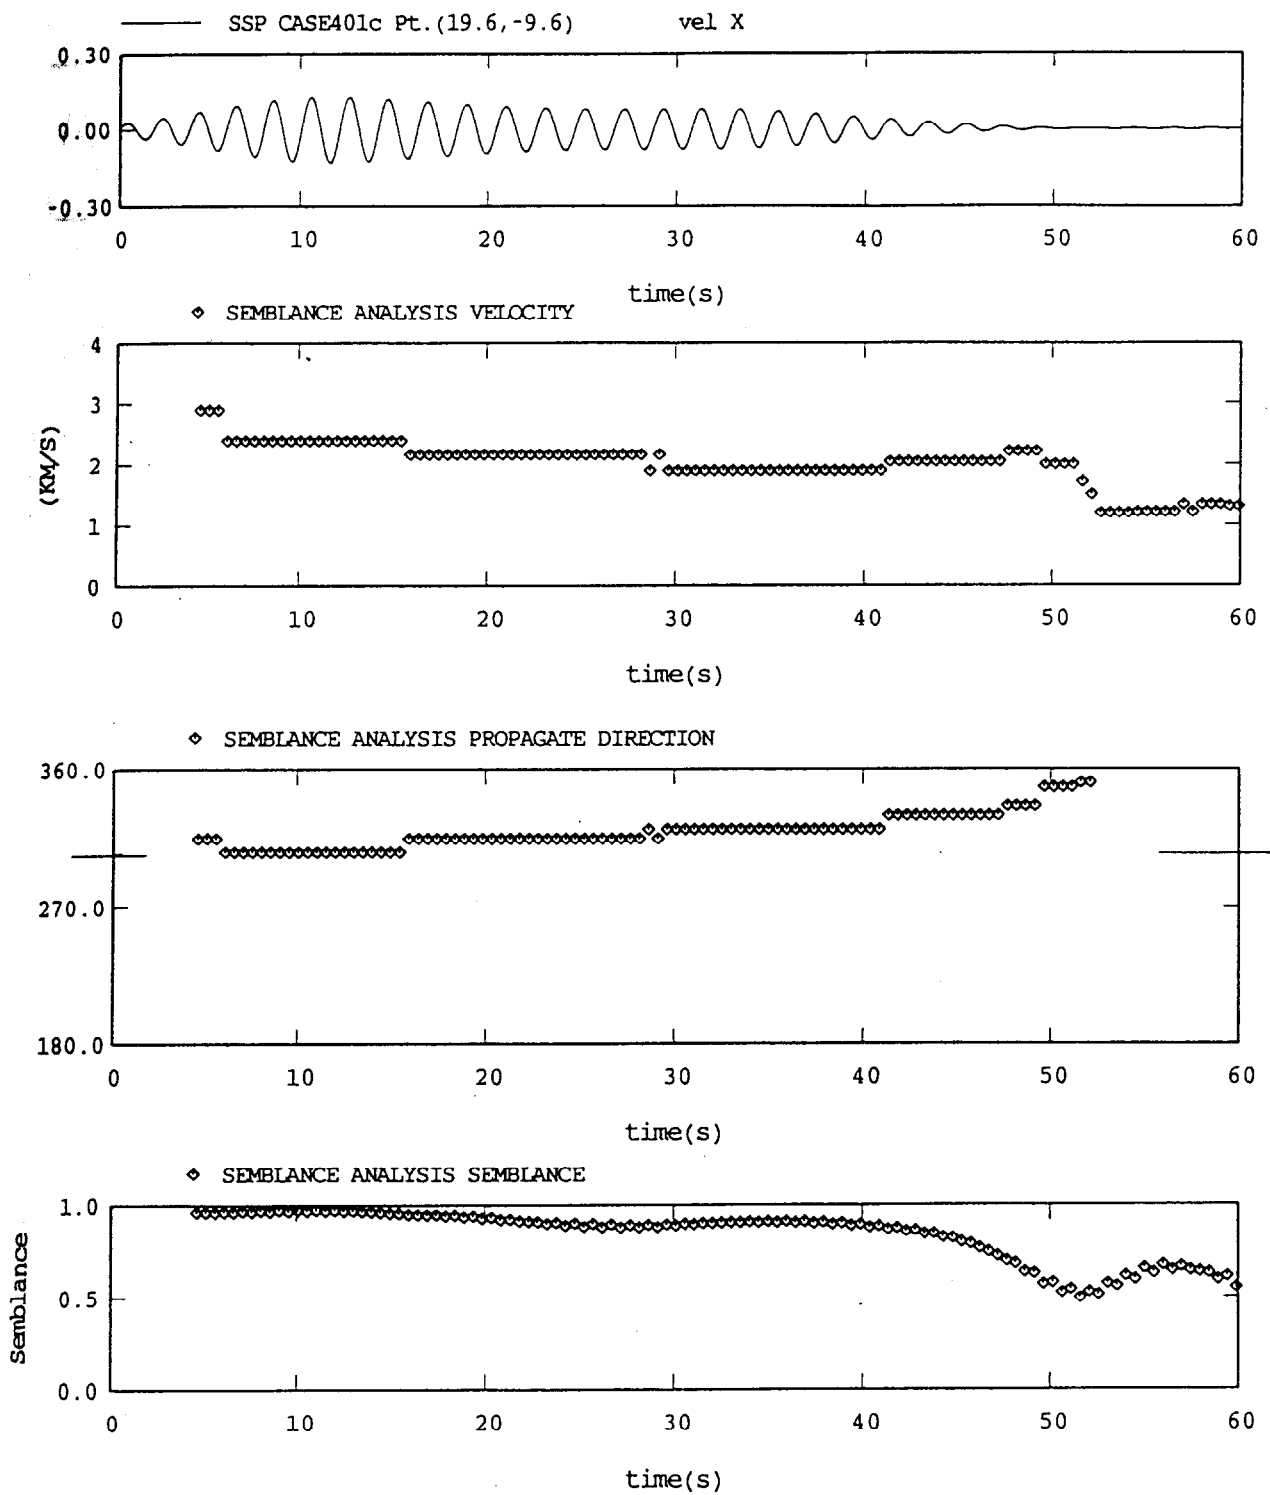 SSP CASE401c Pt.(19.6,-9.6) vel X
0.30
0.00
-0.30
0 10 20 30 40 50 60
time(s)
SEMBLANCE ANALYSIS VELOCITY
4
3
2
1
0
(KM/S)
0 10 20 30 40 50 60
time(s)
SEMBLANCE ANALYSIS PROPAGATE DIRECTION
360.0
270.0
180.0
0 10 20 30 40 50 60
time(s)
SEMBLANCE ANALYSIS SEMBLANCE
1.0
0.5
0.0
Semblance
0 10 20 30 40 50 60
time(s)